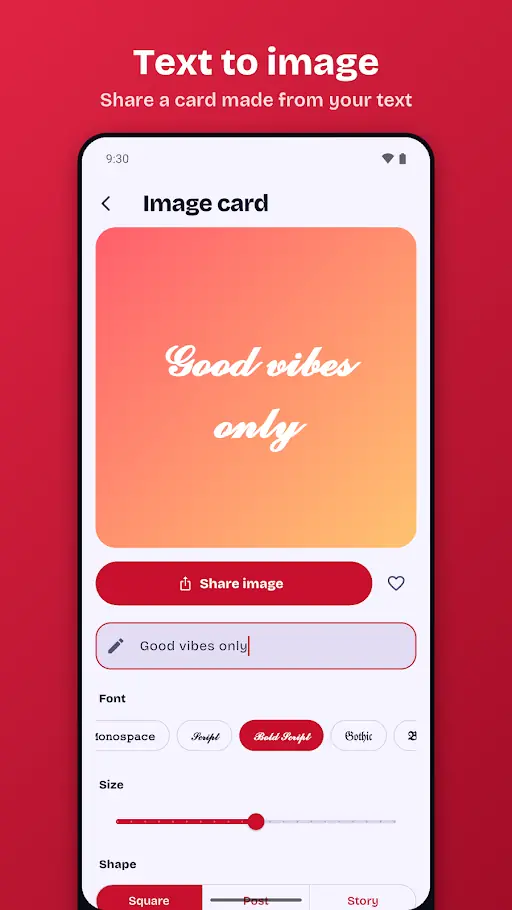 Text to image
Share a card made from your text
9:30
Image card
Good vibes
only
Share image
Good vibes only
Font
Monospace Script Bold Script Gothic
Size
Shape
Square Post Story